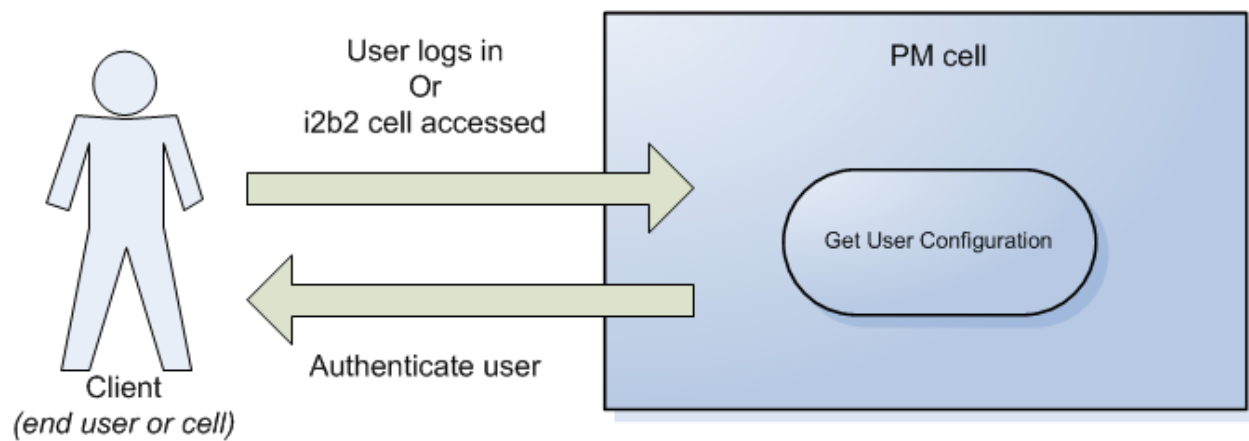 User logs in
Or
i2b2 cell accessed
PM cell
Get User Configuration
Authenticate user
Client
(end user or cell)